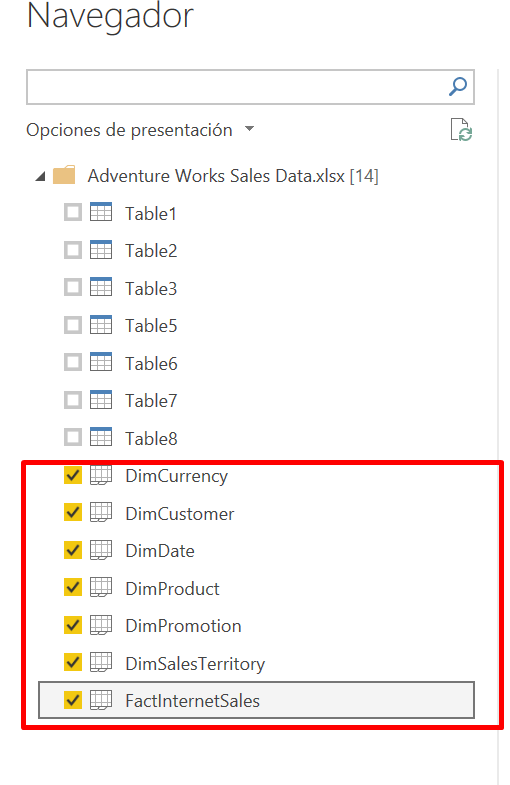 Navegador
Opciones de presentación
Adventure Works Sales Data.xlsx [14]
Table1
Table2
Table3
Table5
Table6
Table7
Table8
DimCurrency
DimCustomer
DimDate
DimProduct
DimPromotion
DimSalesTerritory
FactInternetSales